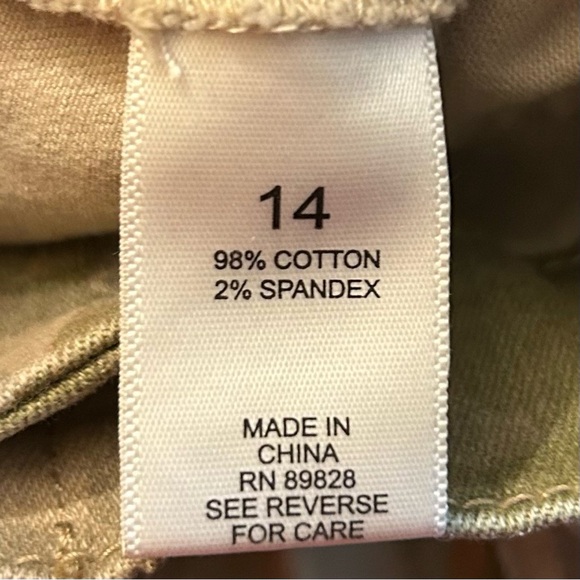 14
98% COTTON
2% SPANDEX
MADE IN
CHINA
RN 89828
SEE REVERSE
FOR CARE